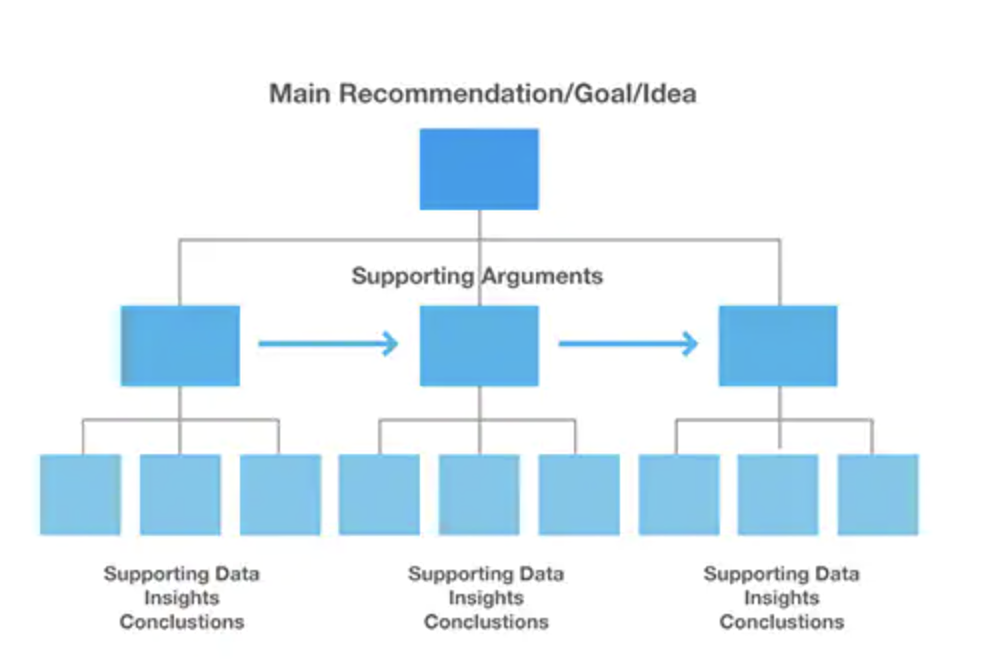 Main Recommendation/Goal/Idea
Supporting Arguments
Supporting Data
Insights
Conclustions
Supporting Data
Insights
Conclustions
Supporting Data
Insights
Conclustions